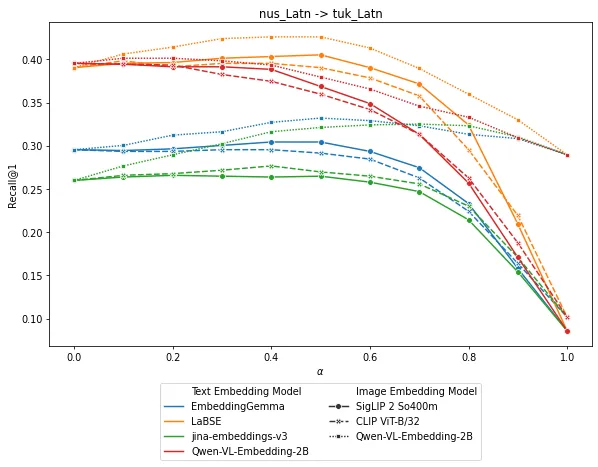 nus_Latn -> tuk_Latn
Recall@1
0.40
0.35
0.30
0.25
0.20
0.15
0.10
0.0 0.2 0.4 0.6 0.8 1.0
α
Text Embedding Model Image Embedding Model
EmbeddingGemma SigLIP 2 So400m
LaBSE CLIP ViT-B/32
jina-embeddings-v3 Qwen-VL-Embedding-2B
Qwen-VL-Embedding-2B